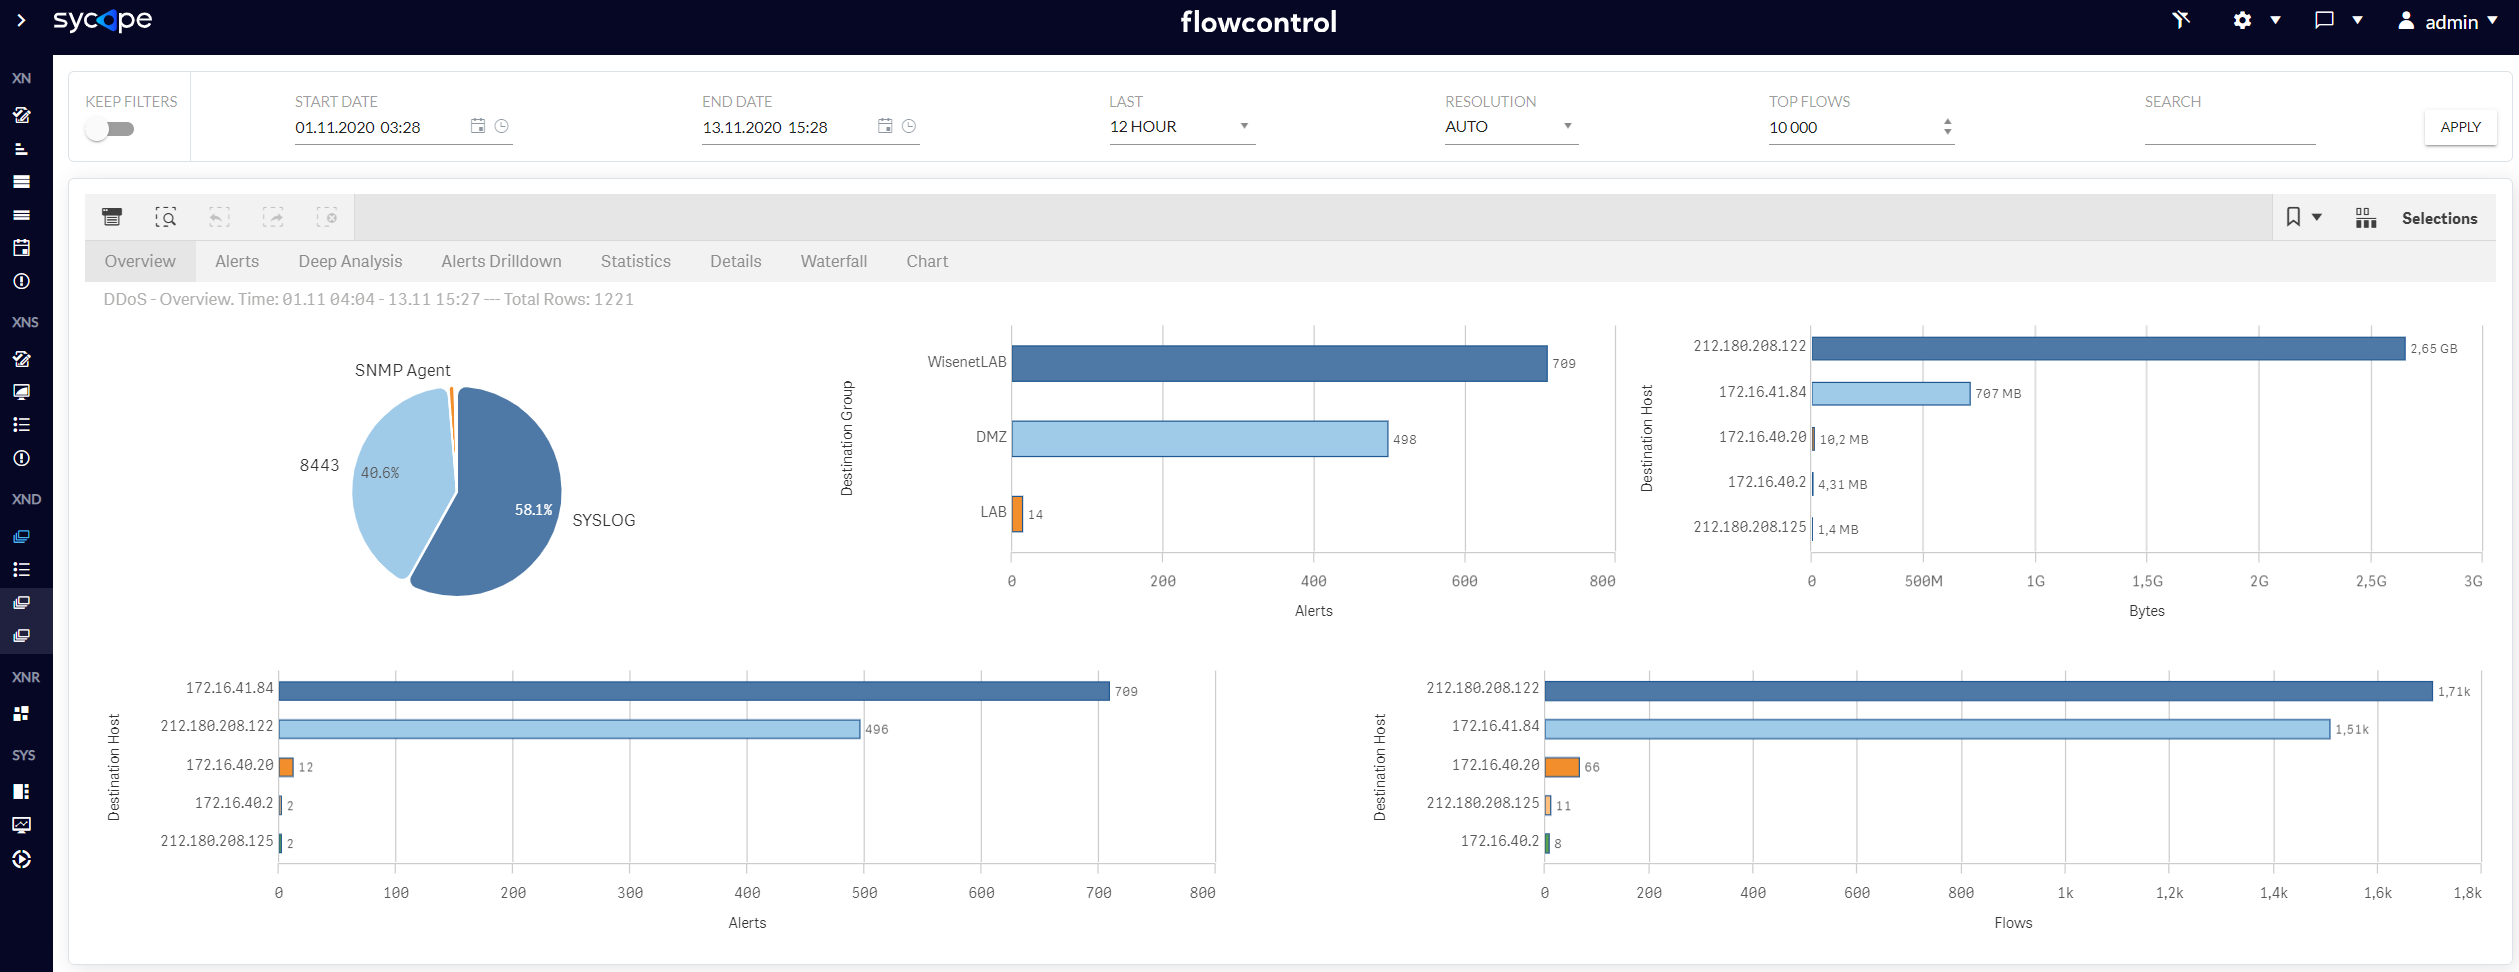 sycope
flowcontrol
admin
XN
XNS
XND
XNR
SYS
KEEP FILTERS
START DATE
01.11.2020 03:28
END DATE
13.11.2020 15:28
LAST
12 HOUR
RESOLUTION
AUTO
TOP FLOWS
10 000
SEARCH
APPLY
Selections
Overview Alerts Deep Analysis Alerts Drilldown Statistics Details Waterfall Chart
DDoS - Overview. Time: 01.11 04:04 - 13.11 15:27 --- Total Rows: 1221
SNMP Agent
8443
40.6%
58.1%
SYSLOG
Destination Group
WisenetLAB 709
DMZ 498
LAB 14
0 200 400 600 800
Alerts
Destination Host
212.180.208.122 2,65 GB
172.16.41.84 707 MB
172.16.40.20 10,2 MB
172.16.40.2 4,31 MB
212.180.208.125 1,4 MB
0 500M 1G 1,5G 2G 2,5G 3G
Bytes
Destination Host
172.16.41.84 709
212.180.208.122 496
172.16.40.20 12
172.16.40.2 2
212.180.208.125 2
0 100 200 300 400 500 600 700 800
Alerts
Destination Host
212.180.208.122 1,71k
172.16.41.84 1,51k
172.16.40.20 66
212.180.208.125 11
172.16.40.2 8
0 200 400 600 800 1k 1,2k 1,4k 1,6k 1,8k
Flows